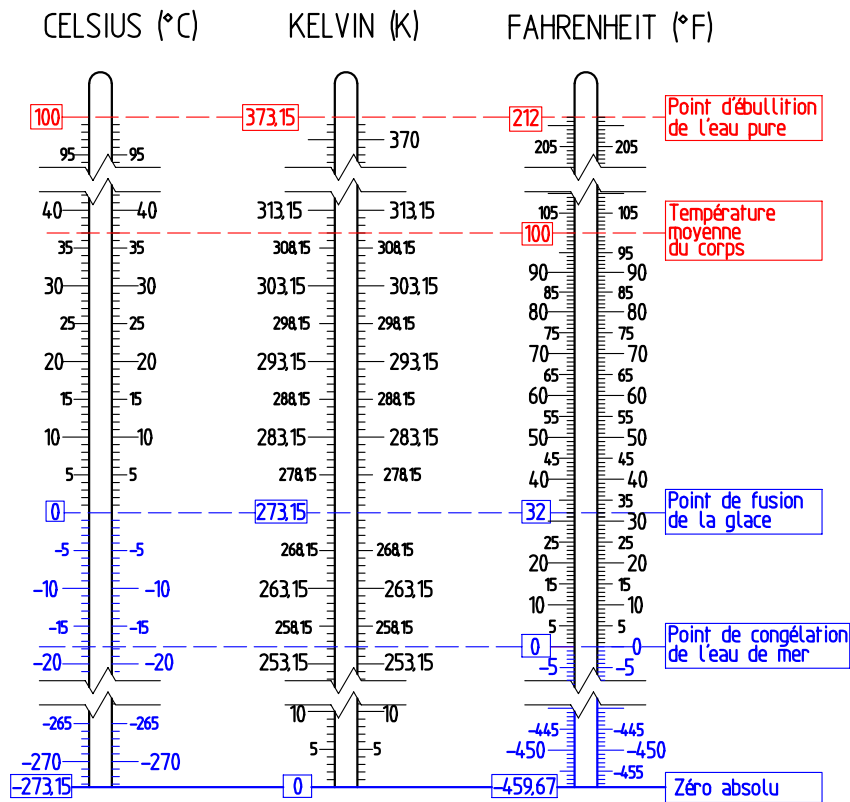 CELSIUS (°C) KELVIN (K) FAHRENHEIT (°F)
100 373,15 212 Point d'ébullition
de l'eau pure
370
95 95 205 205
40 40 313,15 313,15 105 105 Température
moyenne
du corps
100
35 35 308,15 308,15 95
30 30 303,15 303,15 90 90
85 85
25 25 298,15 298,15 80 80
75 75
20 20 293,15 293,15 70 70
65 65
15 15 288,15 288,15 60 60
55 55
10 10 283,15 283,15 50 50
45 45
5 5 278,15 278,15 40 40
35
0 273,15 32 Point de fusion
de la glace
30
-5 -5 268,15 268,15 25 25
20 20
-10 -10 263,15 263,15 15 15
10 10
-15 -15 258,15 258,15 5 5
0 0 Point de congélation
de l'eau de mer
-20 -20 253,15 253,15 -5 -5
10 10
-265 -265 -445 -445
5 5 -450 -450
-270 -270 -455
-273,15 0 -459,67 Zéro absolu